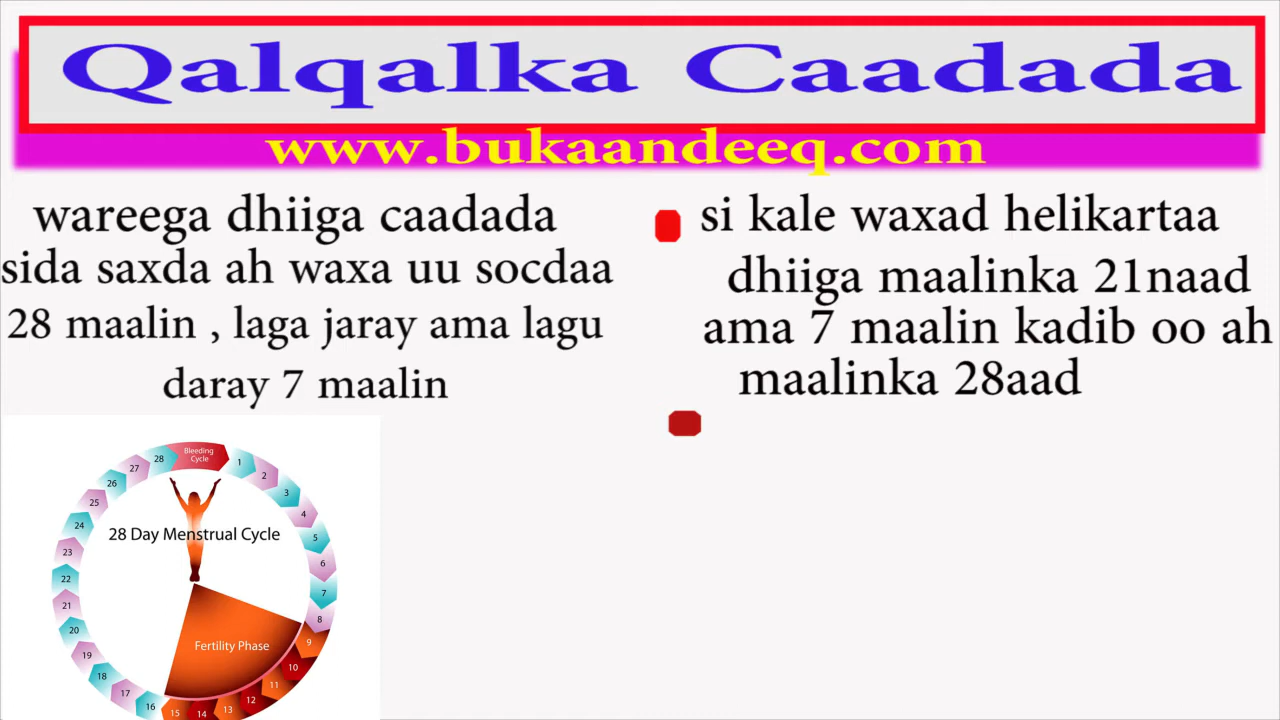 Qalqalka Caadada
www.bukaandeeq.com
wareega dhiiga caadada
sida saxda ah waxa uu socdaa
28 maalin , laga jaray ama lagu
daray 7 maalin
si kale waxad helikartaa
dhiiga maalinka 21naad
ama 7 maalin kadib oo ah
maalinka 28aad
Bleeding
Cycle
1
2
3
4
5
6
7
8
9
10
11
12
13
14
15
16
17
18
19
20
21
22
23
24
25
26
27
28
28 Day Menstrual Cycle
Fertility Phase